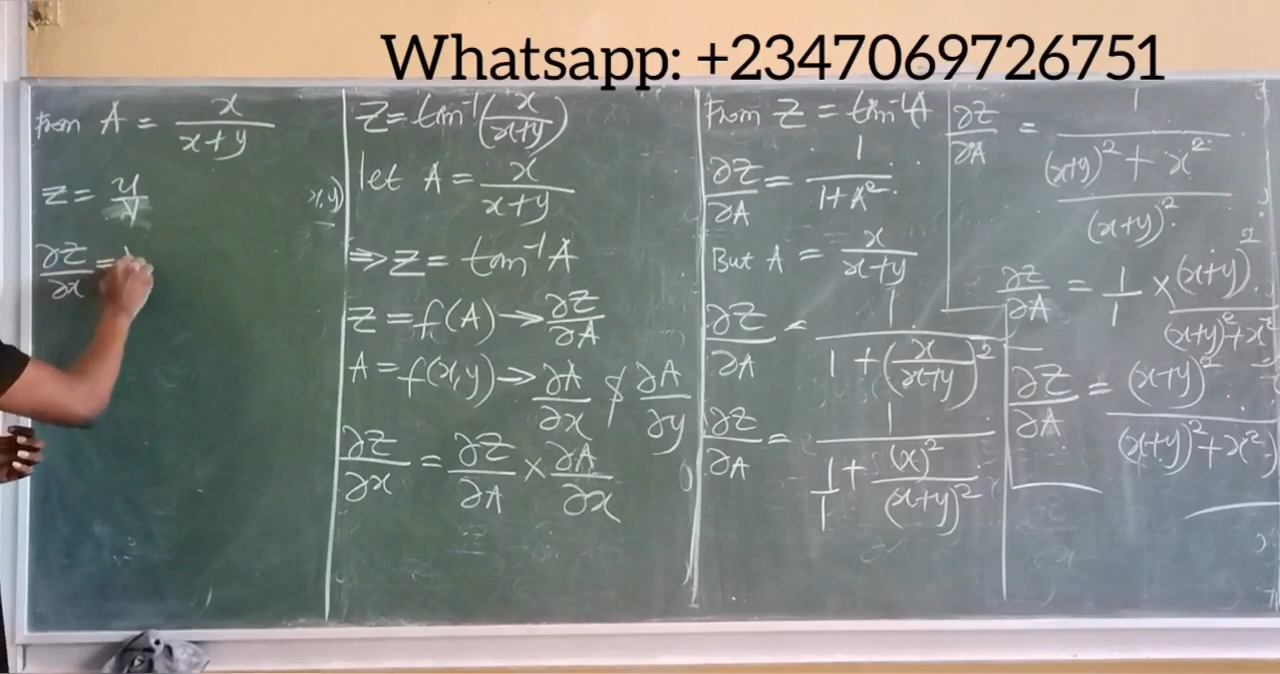 Whatsapp: +2347069726751
From A = x/(x+y)
Z = u/v
∂Z/∂x =
x,y)
Z = tan⁻¹(x/(x+y))
let A = x/(x+y)
⇒ Z = tan⁻¹A
Z = f(A) → ∂Z/∂A
A = f(x,y) → ∂A/∂x & ∂A/∂y
∂Z/∂x = ∂Z/∂A × ∂A/∂x
From Z = tan⁻¹A
∂Z/∂A = 1/(1+A²)
But A = x/(x+y)
∂Z/∂A = 1/(1 + (x/(x+y))²)
∂Z/∂A = 1/(1/1 + (x)²/(x+y)²)
∂Z/∂A = 1/(((x+y)² + x²)/(x+y)²)
∂Z/∂A = 1/1 × (x+y)²/((x+y)²+x²)
∂Z/∂A = (x+y)²/((x+y)²+x²)